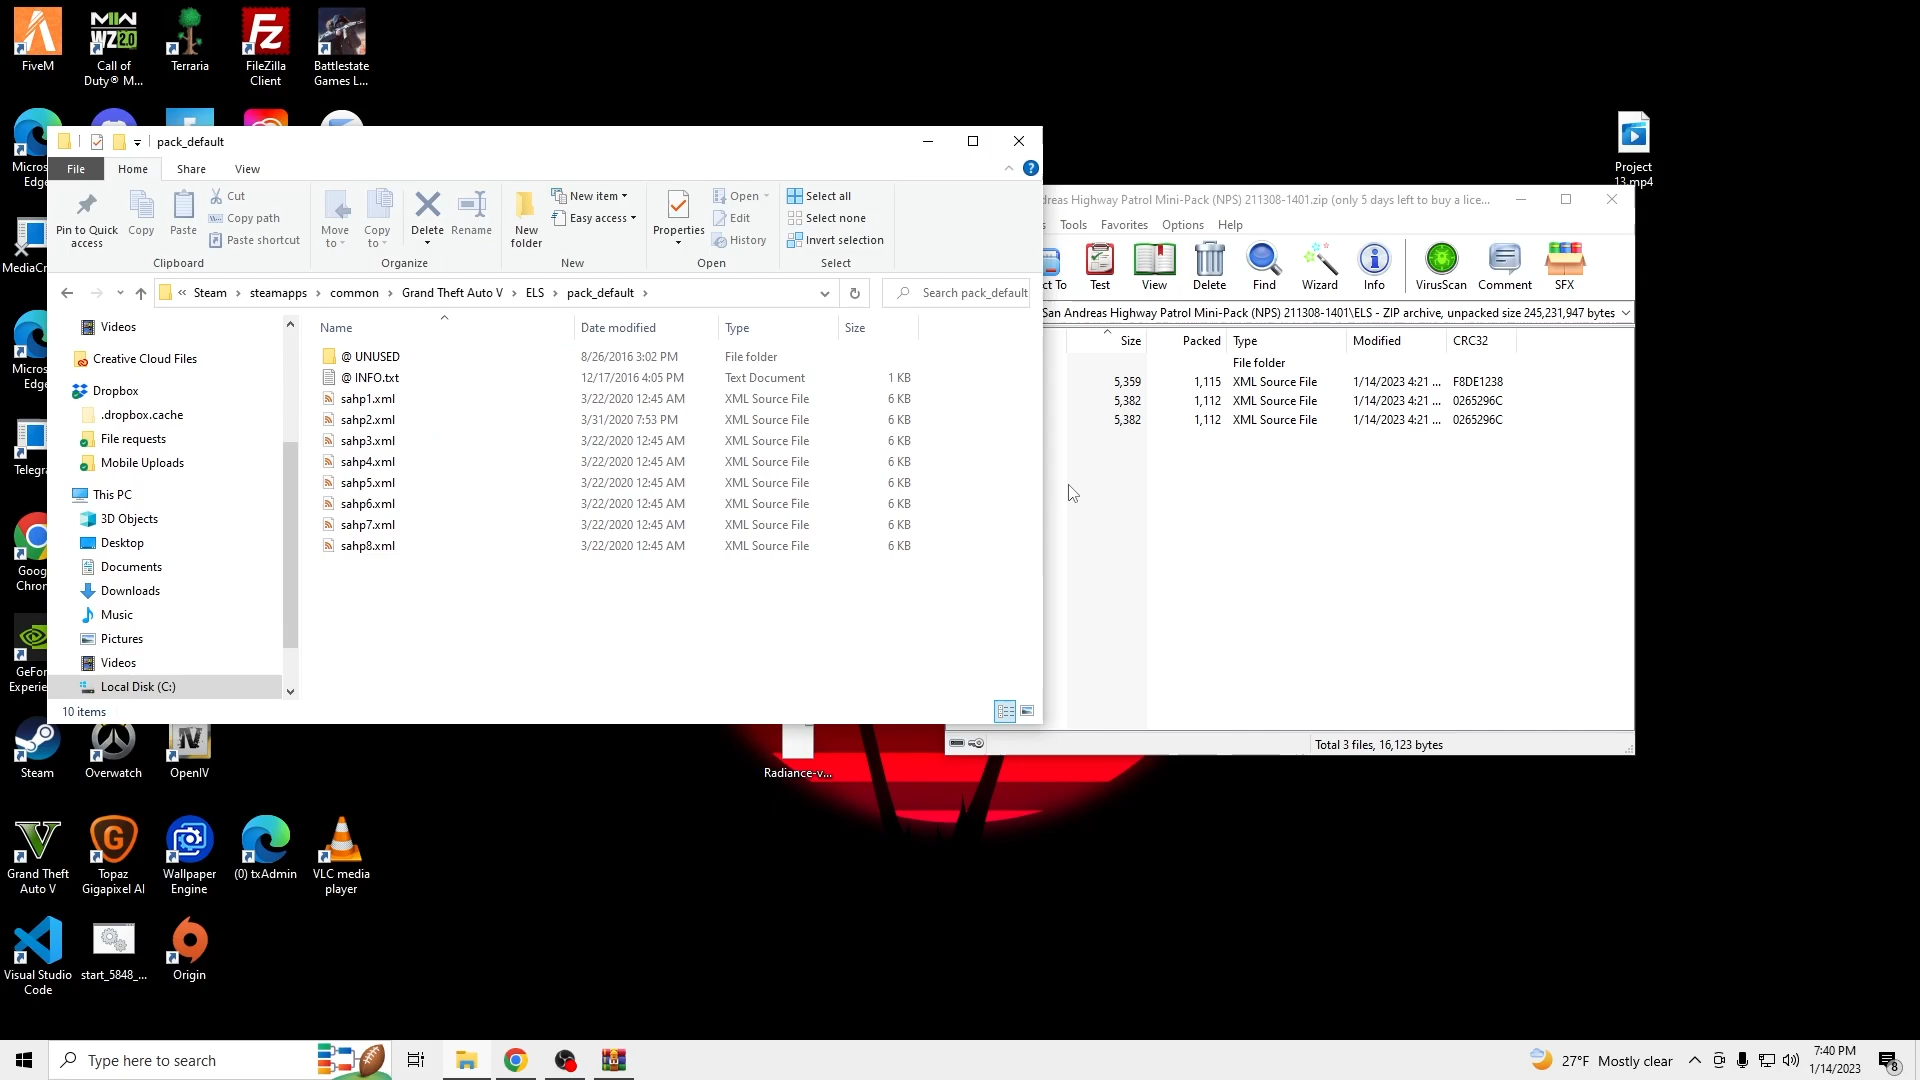 FiveM
Call of
Duty® M...
Terraria
FileZilla
Client
Battlestate
Games L...
Micros
Edge
MediaCr
Micros
Edge
Telegra
Goog
Chron
GeFor
Experie
Steam
Overwatch
OpenIV
Grand Theft
Auto V
Topaz
Gigapixel AI
Wallpaper
Engine
(0) txAdmin
VLC media
player
Visual Studio
Code
start_5848_...
Origin
Project
13.mp4
Radiance-v...
pack_default
File
Home
Share
View
Pin to Quick
access
Copy
Paste
Cut
Copy path
Paste shortcut
Clipboard
Move
to
Copy
to
Delete
Rename
Organize
New
folder
New item
Easy access
New
Properties
Open
Edit
History
Open
Select all
Select none
Invert selection
Select
« Steam › steamapps › common › Grand Theft Auto V › ELS › pack_default ›
Search pack_default
Videos
Creative Cloud Files
Dropbox
.dropbox.cache
File requests
Mobile Uploads
This PC
3D Objects
Desktop
Documents
Downloads
Music
Pictures
Videos
Local Disk (C:)
Name Date modified Type Size
@ UNUSED 8/26/2016 3:02 PM File folder
@ INFO.txt 12/17/2016 4:05 PM Text Document 1 KB
sahp1.xml 3/22/2020 12:45 AM XML Source File 6 KB
sahp2.xml 3/31/2020 7:53 PM XML Source File 6 KB
sahp3.xml 3/22/2020 12:45 AM XML Source File 6 KB
sahp4.xml 3/22/2020 12:45 AM XML Source File 6 KB
sahp5.xml 3/22/2020 12:45 AM XML Source File 6 KB
sahp6.xml 3/22/2020 12:45 AM XML Source File 6 KB
sahp7.xml 3/22/2020 12:45 AM XML Source File 6 KB
sahp8.xml 3/22/2020 12:45 AM XML Source File 6 KB
10 items
reas Highway Patrol Mini-Pack (NPS) 211308-1401.zip (only 5 days left to buy a lice...
s Tools Favorites Options Help
ct To Test View Delete Find Wizard Info VirusScan Comment SFX
San Andreas Highway Patrol Mini-Pack (NPS) 211308-1401\ELS - ZIP archive, unpacked size 245,231,947 bytes
Size Packed Type Modified CRC32
File folder
5,359 1,115 XML Source File 1/14/2023 4:21 ... F8DE1238
5,382 1,112 XML Source File 1/14/2023 4:21 ... 0265296C
5,382 1,112 XML Source File 1/14/2023 4:21 ... 0265296C
Total 3 files, 16,123 bytes
Type here to search
27°F Mostly clear
7:40 PM
1/14/2023
8